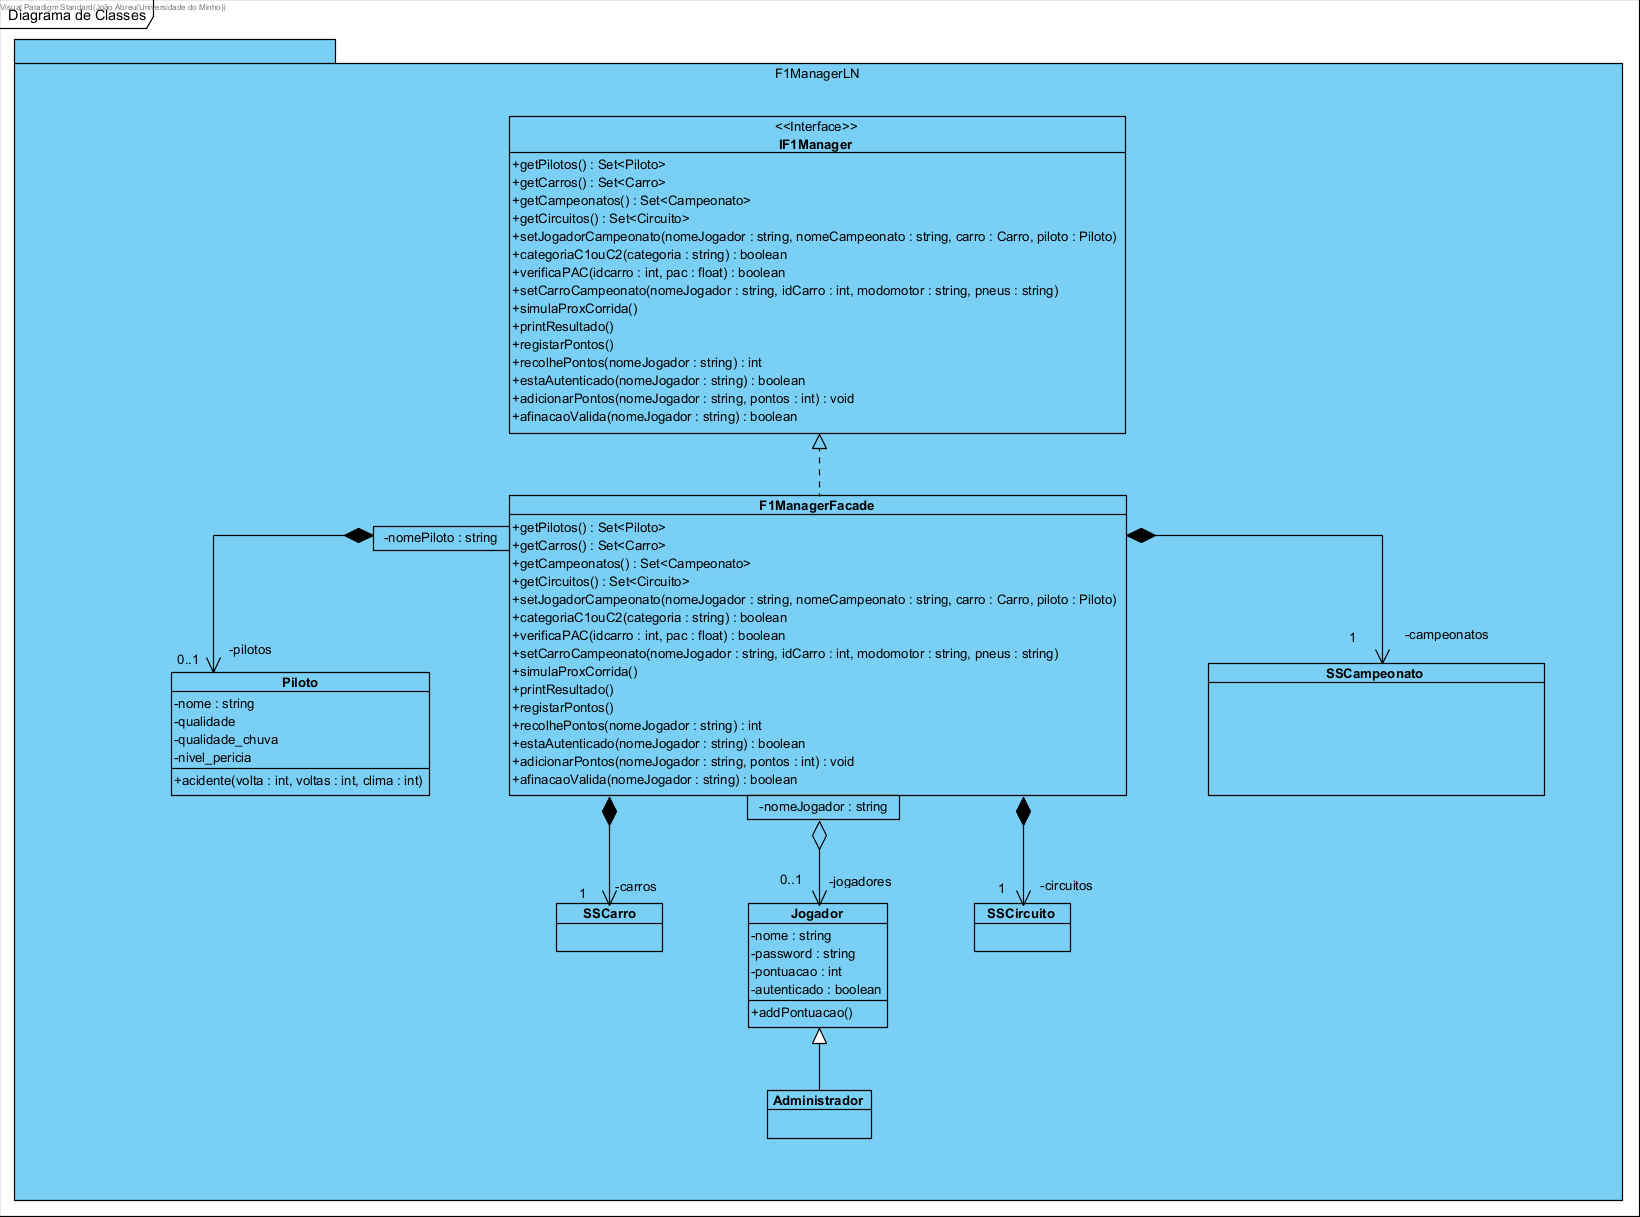 Visual Paradigm Standard(João Abreu(Universidade do Minho))
Diagrama de Classes
F1ManagerLN
<<Interface>>
IF1Manager
+getPilotos() : Set<Piloto>
+getCarros() : Set<Carro>
+getCampeonatos() : Set<Campeonato>
+getCircuitos() : Set<Circuito>
+setJogadorCampeonato(nomeJogador : string, nomeCampeonato : string, carro : Carro, piloto : Piloto)
+categoriaC1ouC2(categoria : string) : boolean
+verificaPAC(idcarro : int, pac : float) : boolean
+setCarroCampeonato(nomeJogador : string, idCarro : int, modomotor : string, pneus : string)
+simulaProxCorrida()
+printResultado()
+registarPontos()
+recolhePontos(nomeJogador : string) : int
+estaAutenticado(nomeJogador : string) : boolean
+adicionarPontos(nomeJogador : string, pontos : int) : void
+afinacaoValida(nomeJogador : string) : boolean
F1ManagerFacade
+getPilotos() : Set<Piloto>
+getCarros() : Set<Carro>
+getCampeonatos() : Set<Campeonato>
+getCircuitos() : Set<Circuito>
+setJogadorCampeonato(nomeJogador : string, nomeCampeonato : string, carro : Carro, piloto : Piloto)
+categoriaC1ouC2(categoria : string) : boolean
+verificaPAC(idcarro : int, pac : float) : boolean
+setCarroCampeonato(nomeJogador : string, idCarro : int, modomotor : string, pneus : string)
+simulaProxCorrida()
+printResultado()
+registarPontos()
+recolhePontos(nomeJogador : string) : int
+estaAutenticado(nomeJogador : string) : boolean
+adicionarPontos(nomeJogador : string, pontos : int) : void
+afinacaoValida(nomeJogador : string) : boolean
-nomePiloto : string
0..1
-pilotos
Piloto
-nome : string
-qualidade
-qualidade_chuva
-nivel_pericia
+acidente(volta : int, voltas : int, clima : int)
1
-campeonatos
SSCampeonato
-nomeJogador : string
1
-carros
SSCarro
0..1
-jogadores
Jogador
-nome : string
-password : string
-pontuacao : int
-autenticado : boolean
+addPontuacao()
1
-circuitos
SSCircuito
Administrador